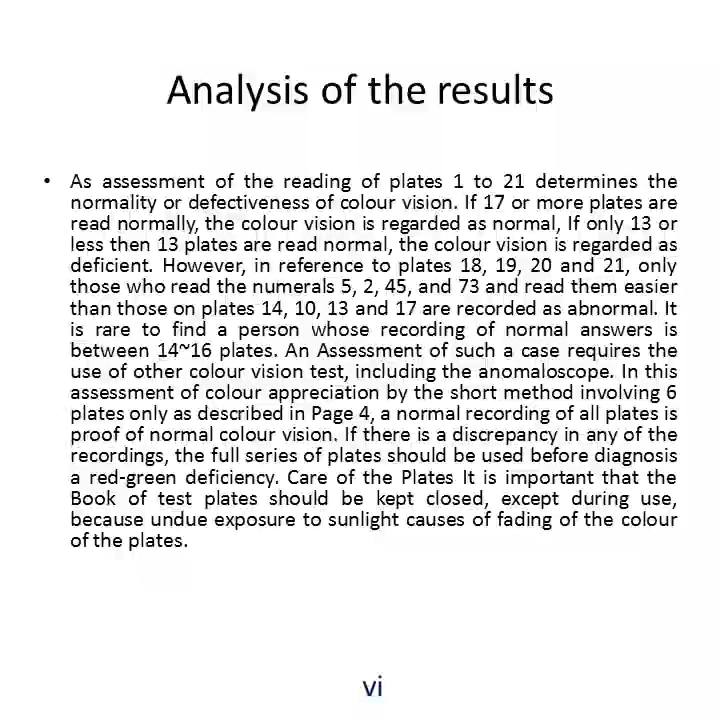 Analysis of the results
• As assessment of the reading of plates 1 to 21 determines the
normality or defectiveness of colour vision. If 17 or more plates are
read normally, the colour vision is regarded as normal, If only 13 or
less then 13 plates are read normal, the colour vision is regarded as
deficient. However, in reference to plates 18, 19, 20 and 21, only
those who read the numerals 5, 2, 45, and 73 and read them easier
than those on plates 14, 10, 13 and 17 are recorded as abnormal. It
is rare to find a person whose recording of normal answers is
between 14~16 plates. An Assessment of such a case requires the
use of other colour vision test, including the anomaloscope. In this
assessment of colour appreciation by the short method involving 6
plates only as described in Page 4, a normal recording of all plates is
proof of normal colour vision. If there is a discrepancy in any of the
recordings, the full series of plates should be used before diagnosis
a red-green deficiency. Care of the Plates It is important that the
Book of test plates should be kept closed, except during use,
because undue exposure to sunlight causes of fading of the colour
of the plates.
vi